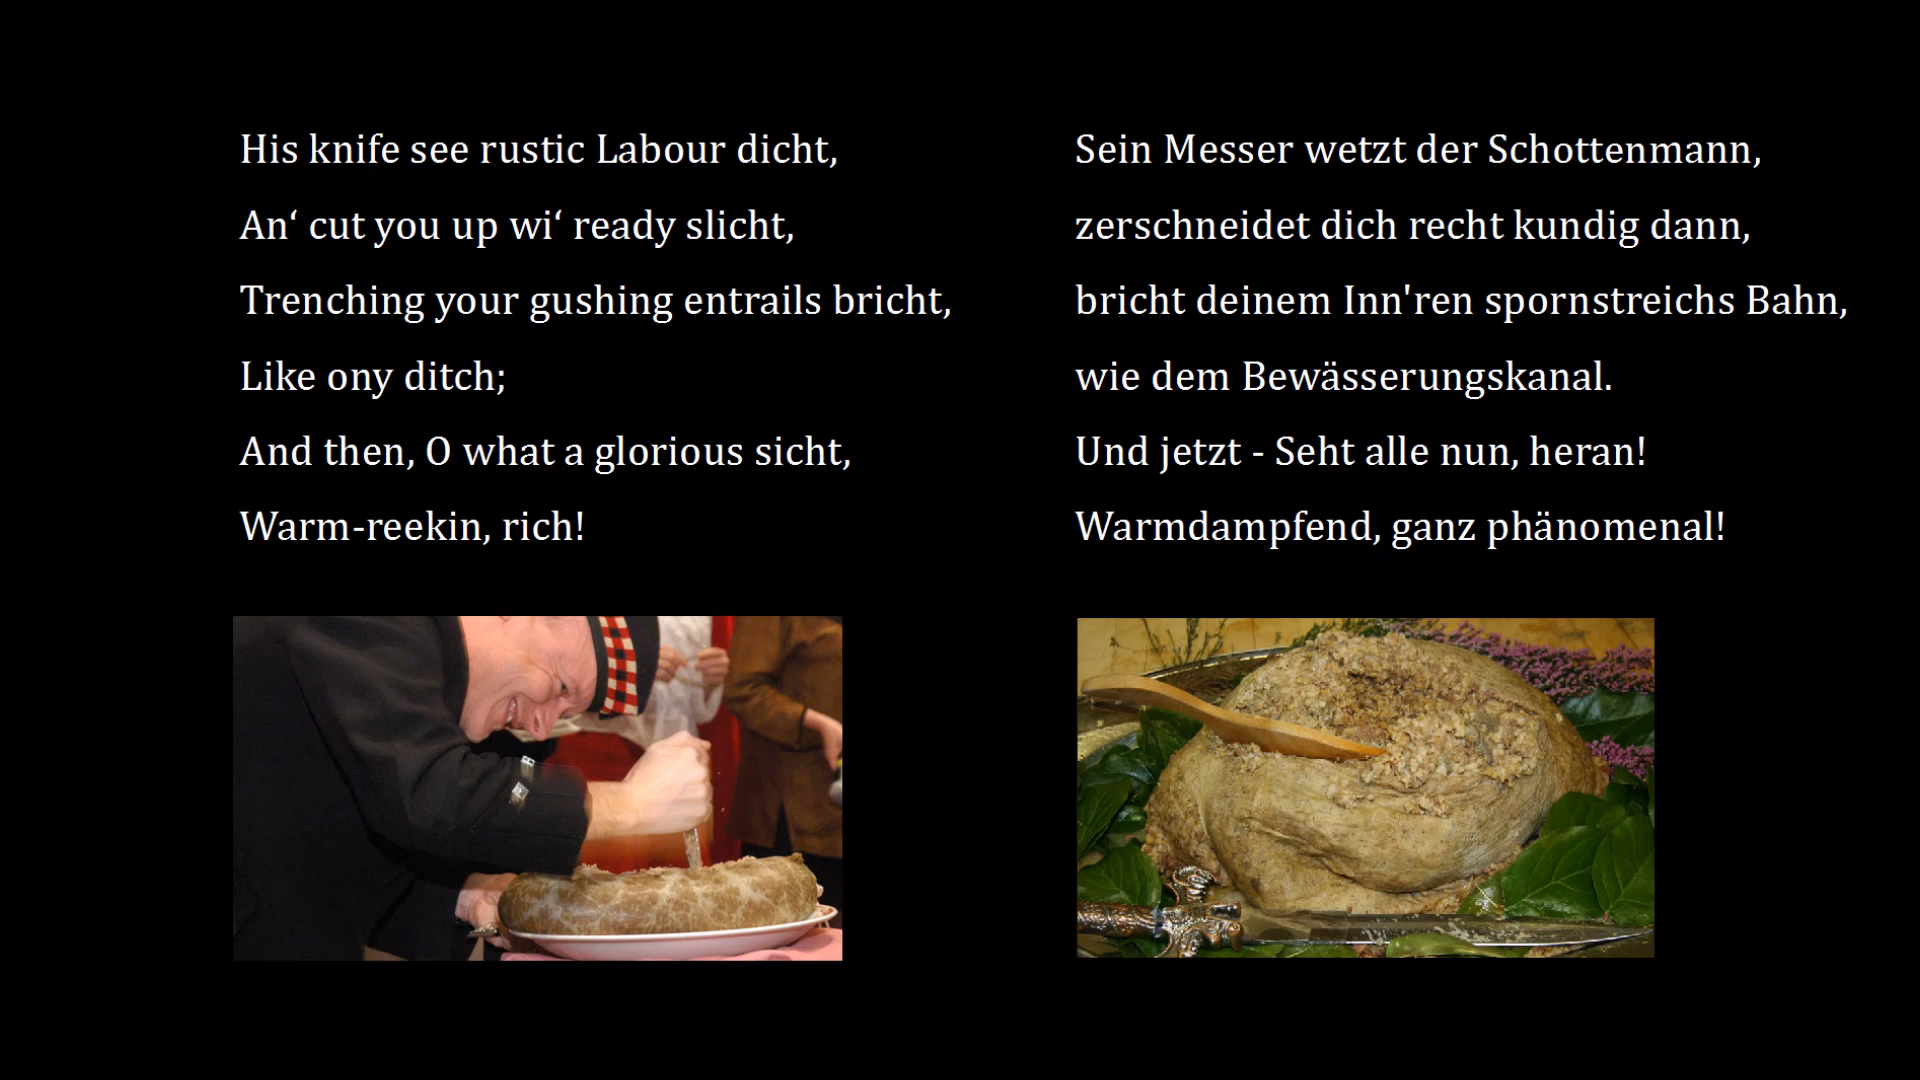 His knife see rustic Labour dicht,
An‘ cut you up wi‘ ready slicht,
Trenching your gushing entrails bricht,
Like ony ditch;
And then, O what a glorious sicht,
Warm-reekin, rich!
Sein Messer wetzt der Schottenmann,
zerschneidet dich recht kundig dann,
bricht deinem Inn'ren spornstreichs Bahn,
wie dem Bewässerungskanal.
Und jetzt - Seht alle nun, heran!
Warmdampfend, ganz phänomenal!